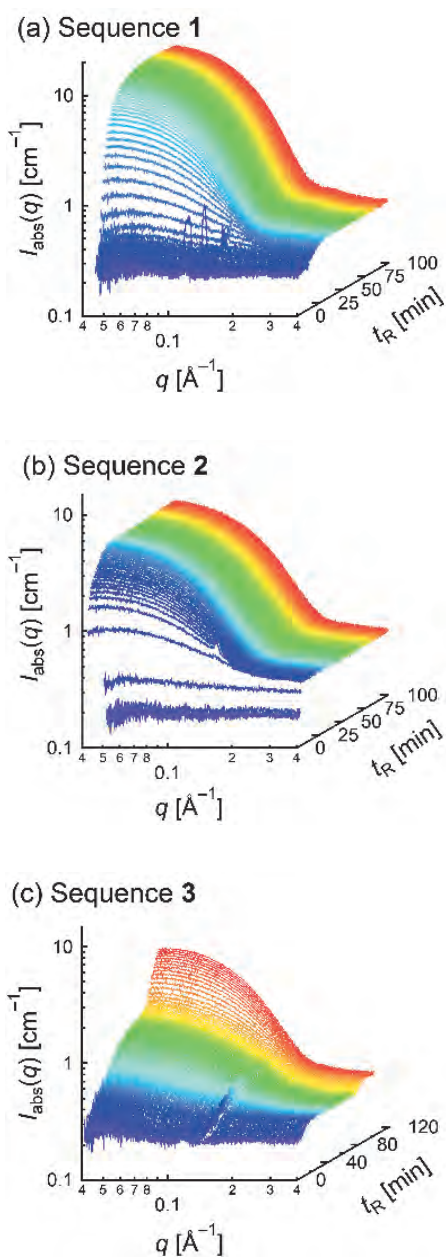 (a) Sequence 1
I_abs(q) [cm⁻¹]
10
1
0.1
4 5 6 7 8 2 3 4
0.1
q [Å⁻¹]
0 25 50 75 100
t_R [min]
(b) Sequence 2
I_abs(q) [cm⁻¹]
10
1
0.1
4 5 6 7 8 2 3 4
0.1
q [Å⁻¹]
0 25 50 75 100
t_R [min]
(c) Sequence 3
I_abs(q) [cm⁻¹]
10
1
0.1
4 5 6 7 8 2 3 4
0.1
q [Å⁻¹]
0 40 80 120
t_R [min]